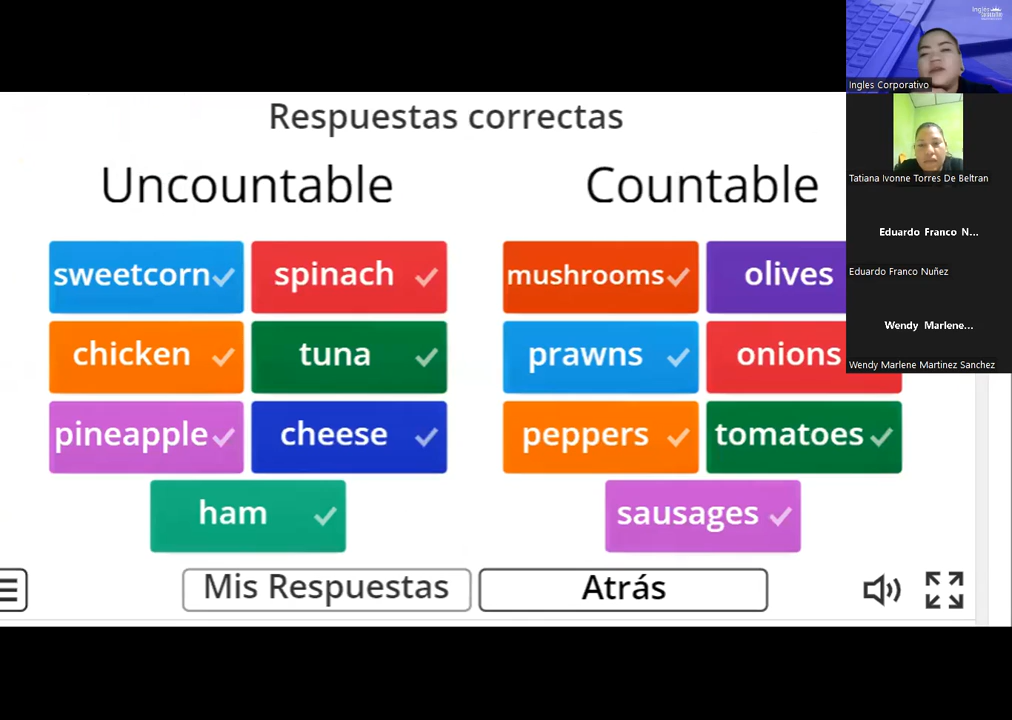 Respuestas correctas
Uncountable
Countable
sweetcorn
spinach
mushrooms
olives
chicken
tuna
prawns
onions
pineapple
cheese
peppers
tomatoes
ham
sausages
Mis Respuestas
Atrás
Ingles
Ingles Corporativo
Tatiana Ivonne Torres De Beltran
Eduardo Franco N...
Eduardo Franco Nuñez
Wendy Marlene...
Wendy Marlene Martinez Sanchez